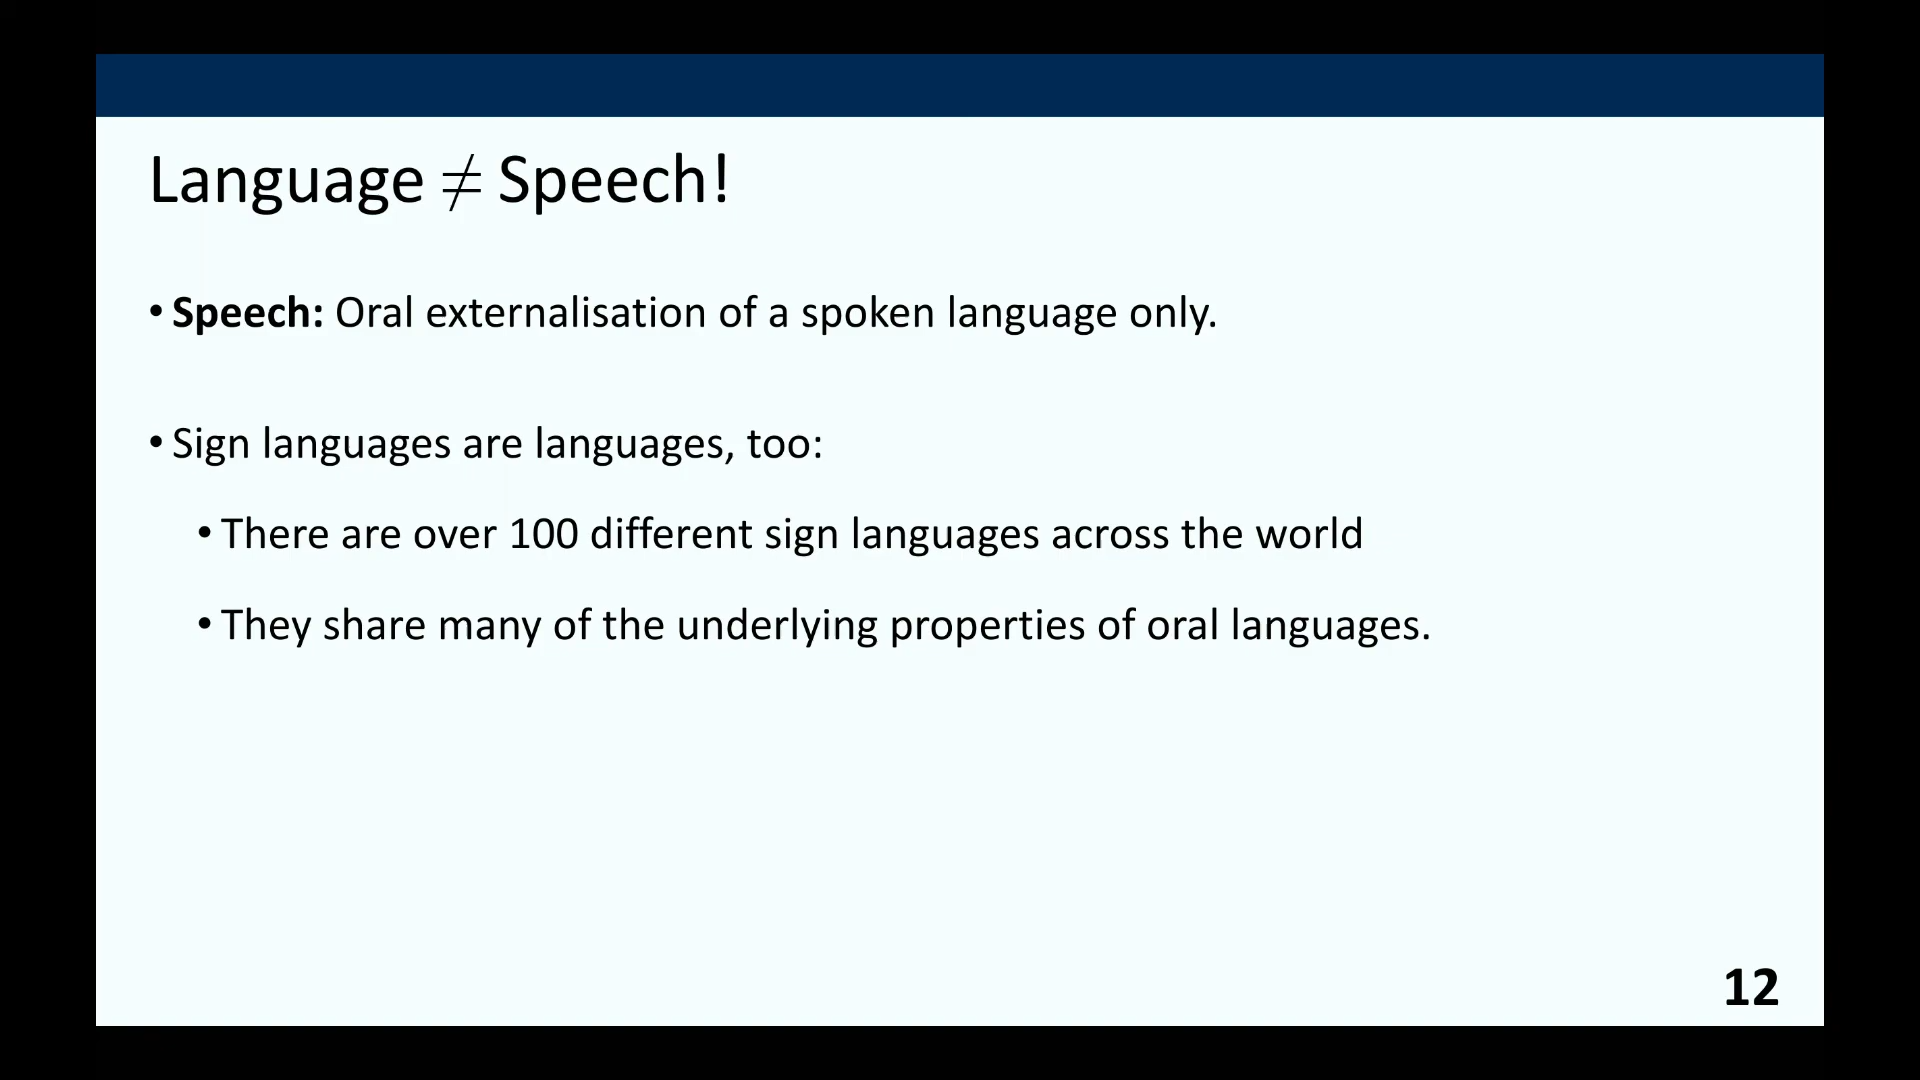 Language ≠ Speech!
• Speech: Oral externalisation of a spoken language only.
• Sign languages are languages, too:
• There are over 100 different sign languages across the world
• They share many of the underlying properties of oral languages.
12